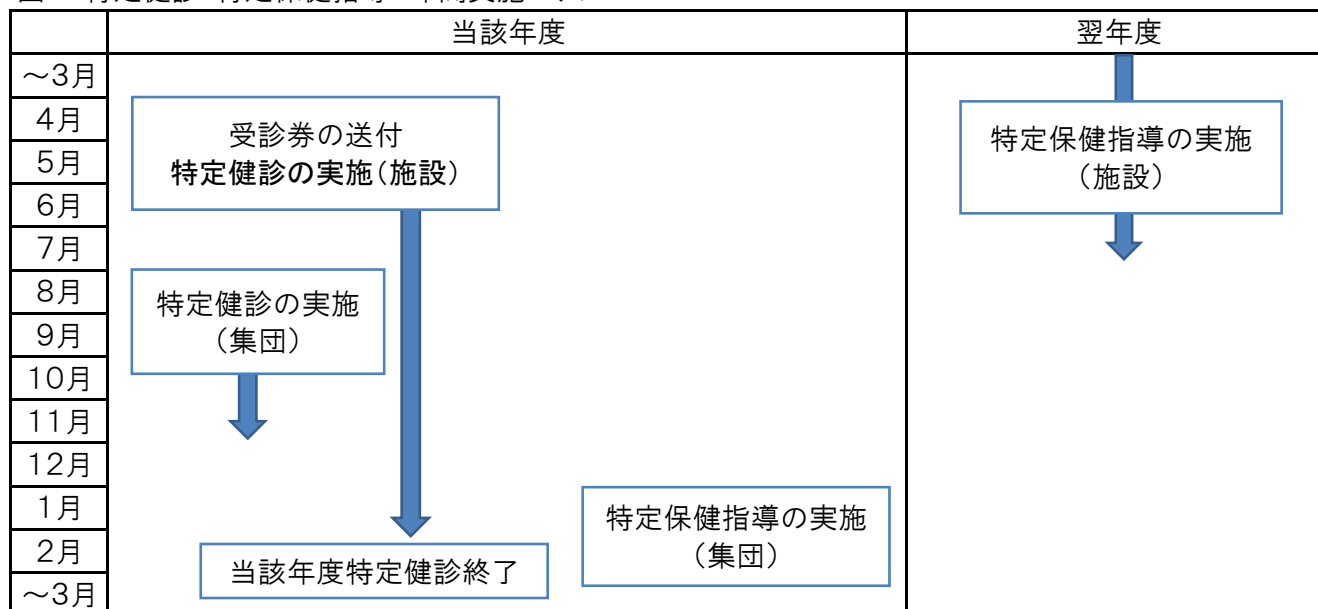 当該年度
翌年度
～3月
4月
5月
6月
7月
8月
9月
10月
11月
12月
1月
2月
～3月
受診券の送付
特定健診の実施（施設）
特定健診の実施
（集団）
当該年度特定健診終了
特定保健指導の実施
（集団）
特定保健指導の実施
（施設）